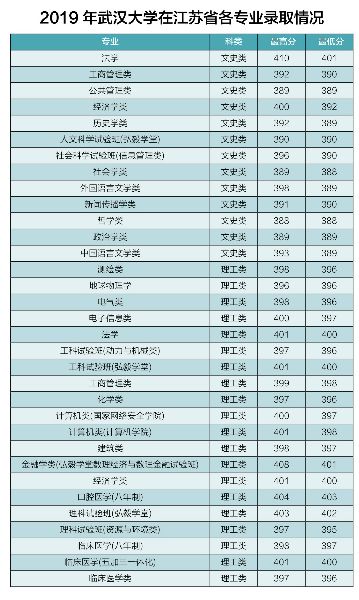 2019 年武汉大学在江苏省各专业录取情况
专业 科类 最高分 最低分
法学 文史类 410 401
工商管理类 文史类 392 390
公共管理类 文史类 389 389
经济学类 文史类 400 392
历史学类 文史类 392 389
人文科学试验班(弘毅学堂) 文史类 390 390
社会科学试验班(信息管理类) 文史类 396 390
社会学类 文史类 389 388
外国语言文学类 文史类 398 389
新闻传播学类 文史类 391 390
哲学类 文史类 388 388
政治学类 文史类 389 389
中国语言文学类 文史类 393 389
测绘类 理工类 398 396
地球物理学 理工类 396 396
电气类 理工类 398 396
电子信息类 理工类 400 397
法学 理工类 401 400
工科试验班(动力与机械类) 理工类 397 396
工科试验班(弘毅学堂) 理工类 401 400
工商管理类 理工类 399 398
化学类 理工类 397 396
计算机类(国家网络安全学院) 理工类 400 397
计算机类(计算机学院) 理工类 401 398
建筑类 理工类 398 397
金融学类(弘毅学堂数理经济与数理金融试验班) 理工类 408 401
经济学类 理工类 401 400
口腔医学(八年制) 理工类 404 403
理科试验班(弘毅学堂) 理工类 403 402
理科试验班(资源与环境类) 理工类 397 395
临床医学(八年制) 理工类 398 397
临床医学(五加三一体化) 理工类 401 400
临床医学类 理工类 397 396